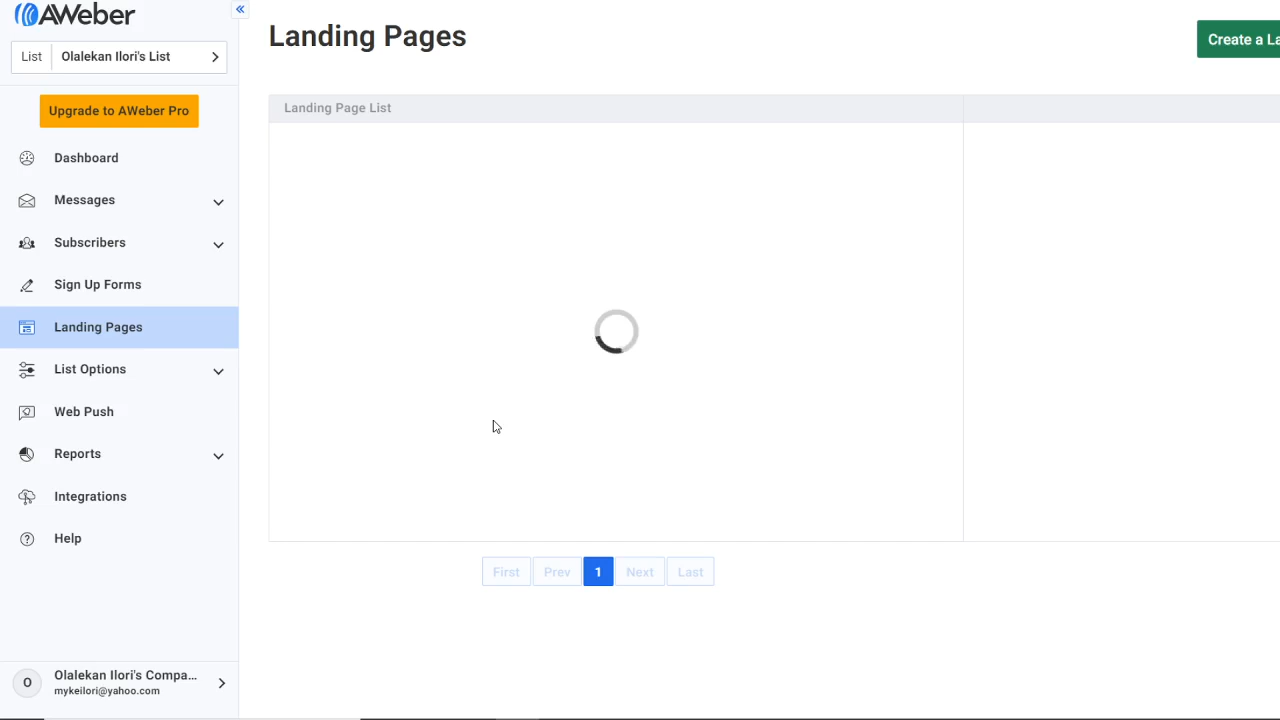 AWeber
List Olalekan Ilori's List
Upgrade to AWeber Pro
Dashboard
Messages
Subscribers
Sign Up Forms
Landing Pages
List Options
Web Push
Reports
Integrations
Help
O
Olalekan Ilori's Compa...
mykeilori@yahoo.com
Landing Pages
Create a La
Landing Page List
First Prev 1 Next Last